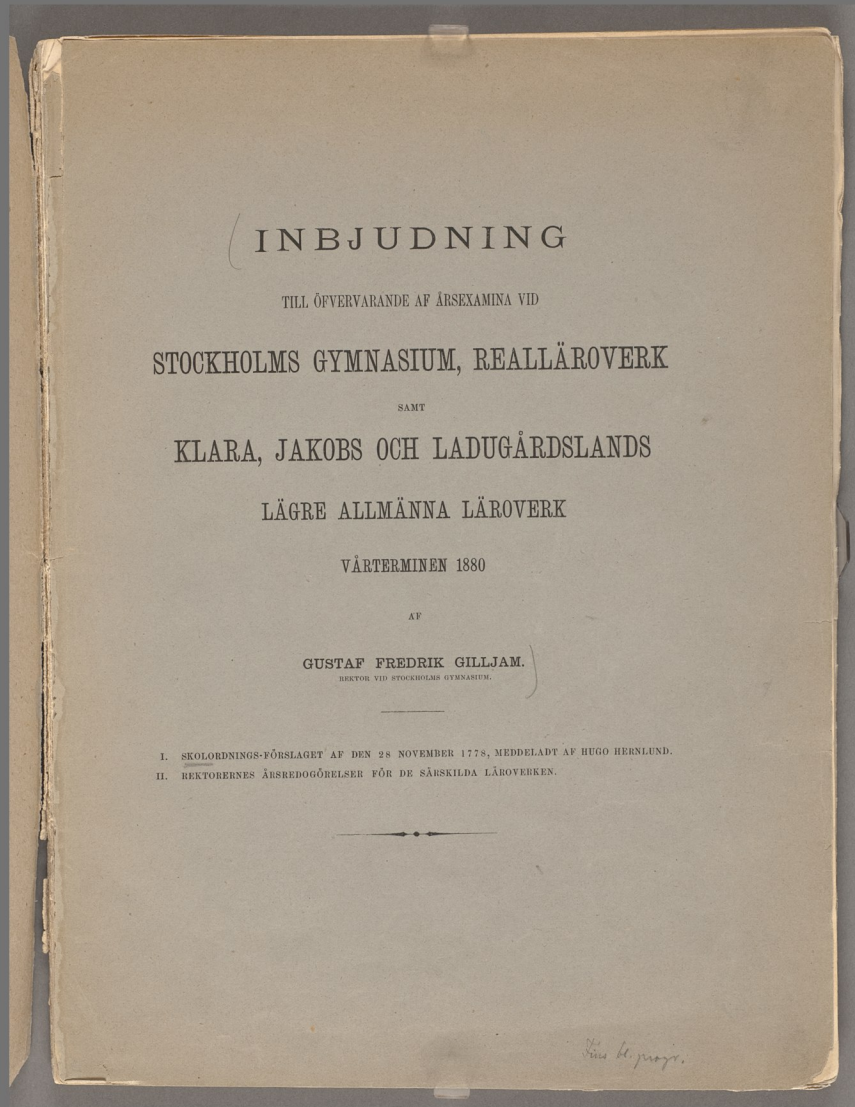 INBJUDNING
TILL ÖFVERVARANDE AF ÅRSEXAMINA VID
STOCKHOLMS GYMNASIUM, REALLÄROVERK
SAMT
KLARA, JAKOBS OCH LADUGÅRDSLANDS
LÄGRE ALLMÄNNA LÄROVERK
VÅRTERMINEN 1880
AF
GUSTAF FREDRIK GILLJAM.
REKTOR VID STOCKHOLMS GYMNASIUM.
I. SKOLORDNINGS-FÖRSLAGET AF DEN 28 NOVEMBER 1778, MEDDELADT AF HUGO HERNLUND.
II. REKTORERNES ÅRSREDOGÖRELSER FÖR DE SÄRSKILDA LÄROVERKEN.
bl. progr.